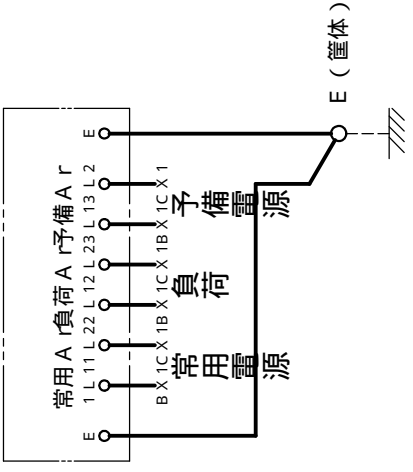 常用Ａｒ負荷Ａｒ予備Ａｒ
E 1 L 11 L 22 L 12 L 23 L 13 L 2 E
B X 1C X 1B X 1C X 1B X 1C X 1
常用電源
負荷
予備電源
E（筐体）